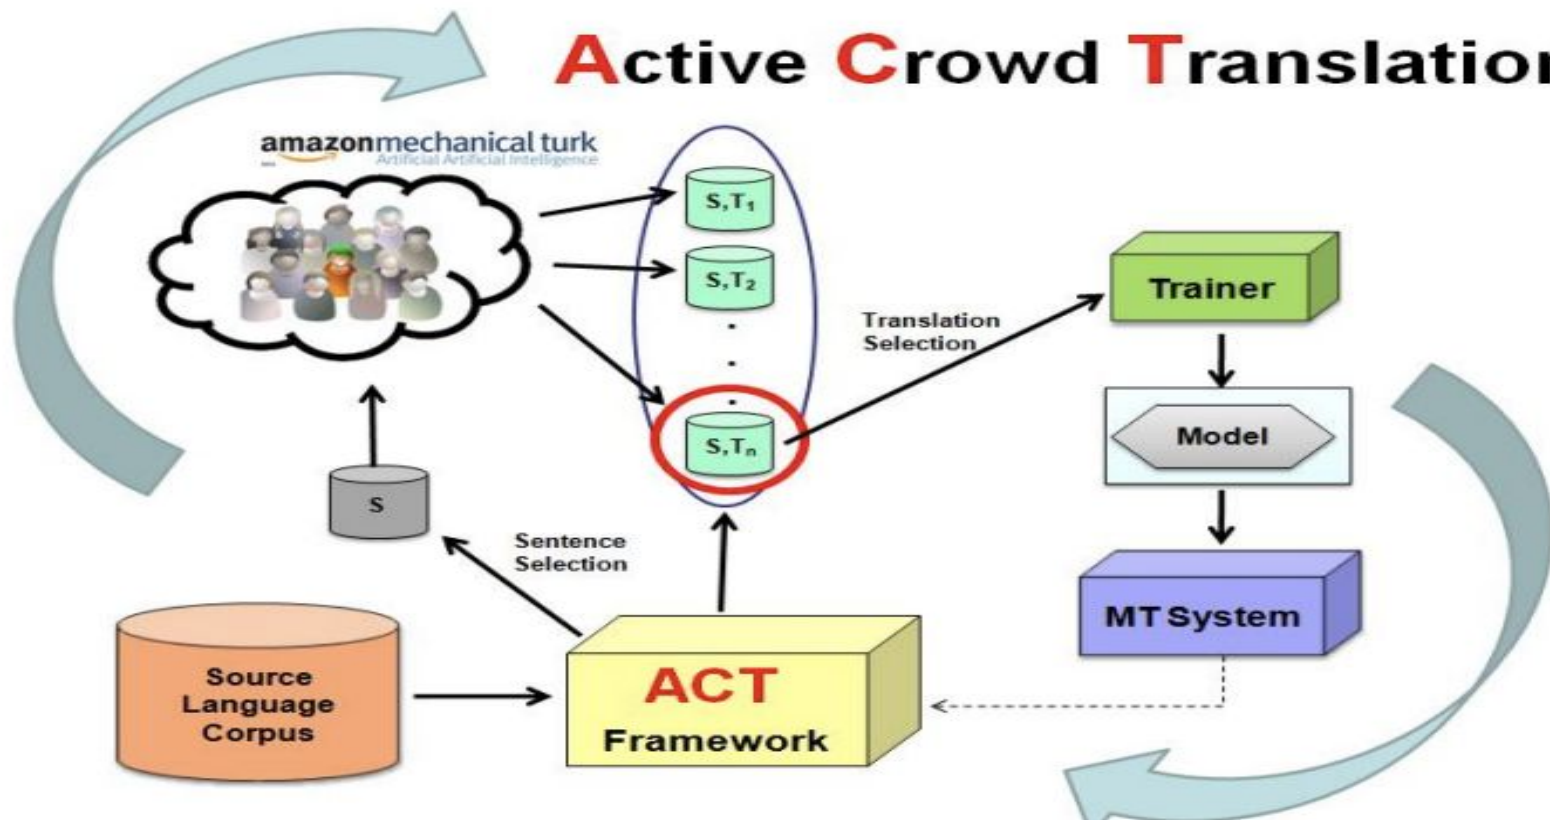 Active Crowd Translation
amazonmechanical turk
Artificial Artificial Intelligence
S,T₁
S,T₂
Translation
Selection
Trainer
S,Tₙ
Model
S
Sentence
Selection
MT System
Source
Language
Corpus
ACT
Framework